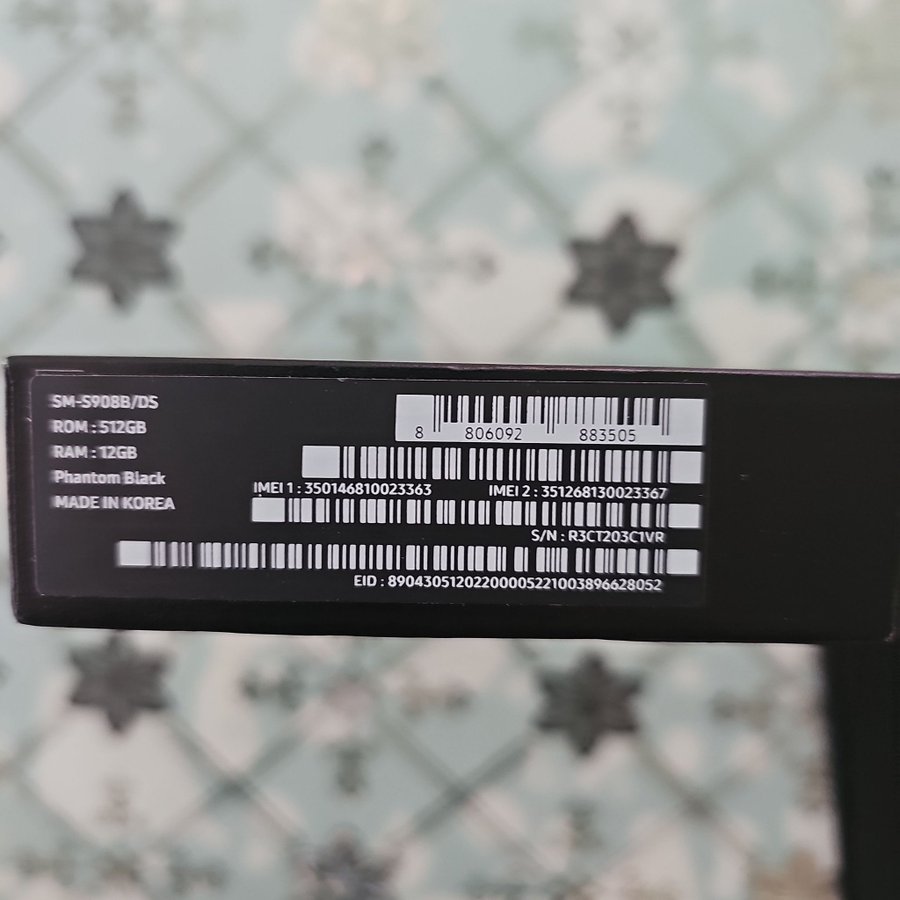 SM-S908B/DS
ROM : 512GB
RAM : 12GB
Phantom Black
MADE IN KOREA
8 806092 883505
IMEI 1 : 350146810023363 IMEI 2 : 351268130023367
S/N : R3CT203C1VR
EID : 89043051202200005221003896628052